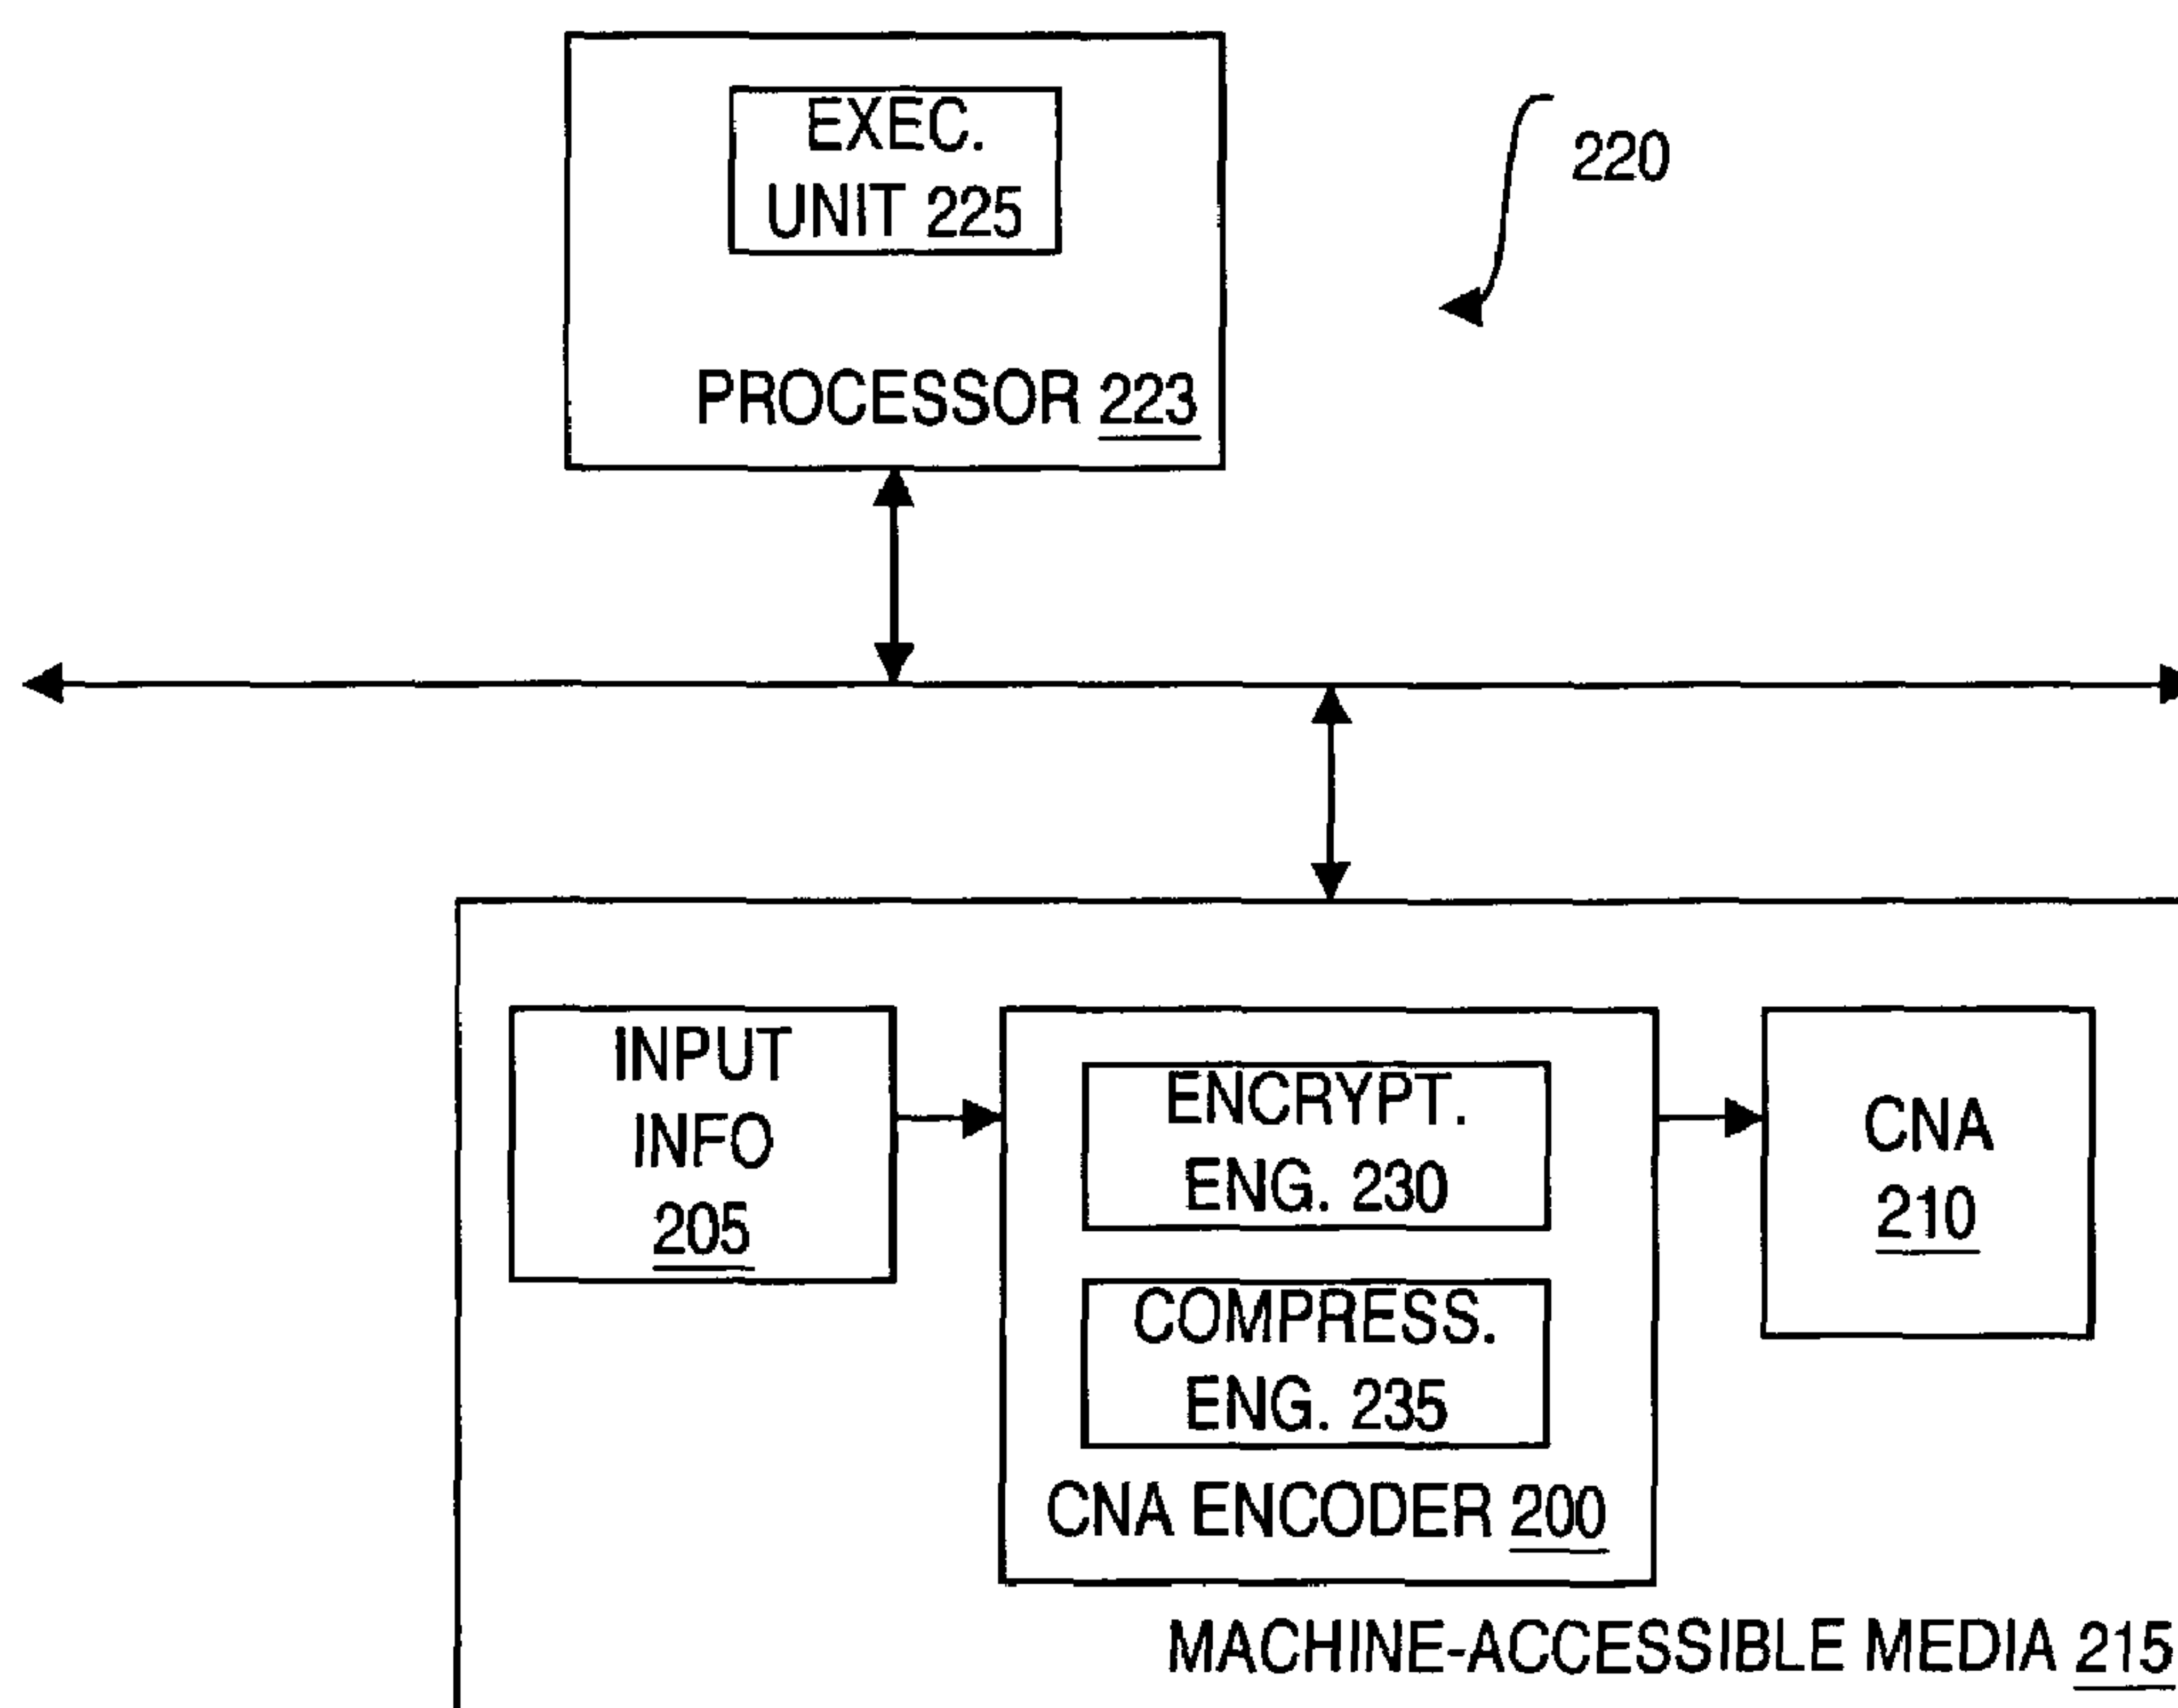 EXEC.
UNIT 225
220
PROCESSOR 223
INPUT
INFO
205
ENCRYPT.
ENG. 230
COMPRESS.
ENG. 235
CNA ENCODER 200
CNA
210
MACHINE-ACCESSIBLE MEDIA 215